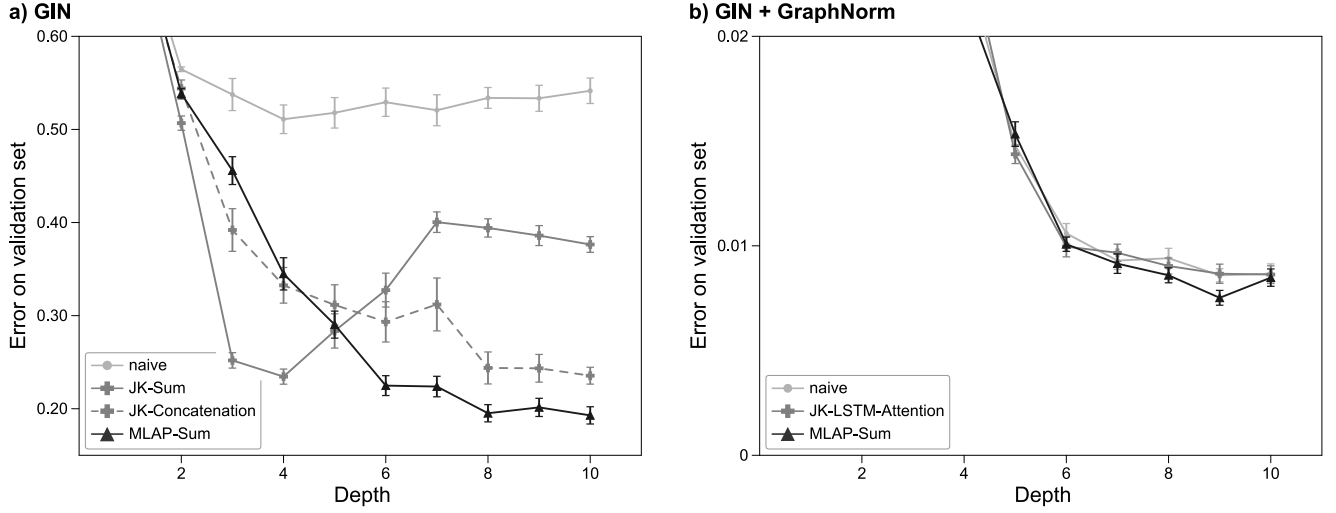 a) GIN
0.60
0.50
0.40
0.30
0.20
Error on validation set
naive
JK-Sum
JK-Concatenation
MLAP-Sum
2
4
6
8
10
Depth
b) GIN + GraphNorm
0.02
0.01
0
Error on validation set
naive
JK-LSTM-Attention
MLAP-Sum
2
4
6
8
10
Depth